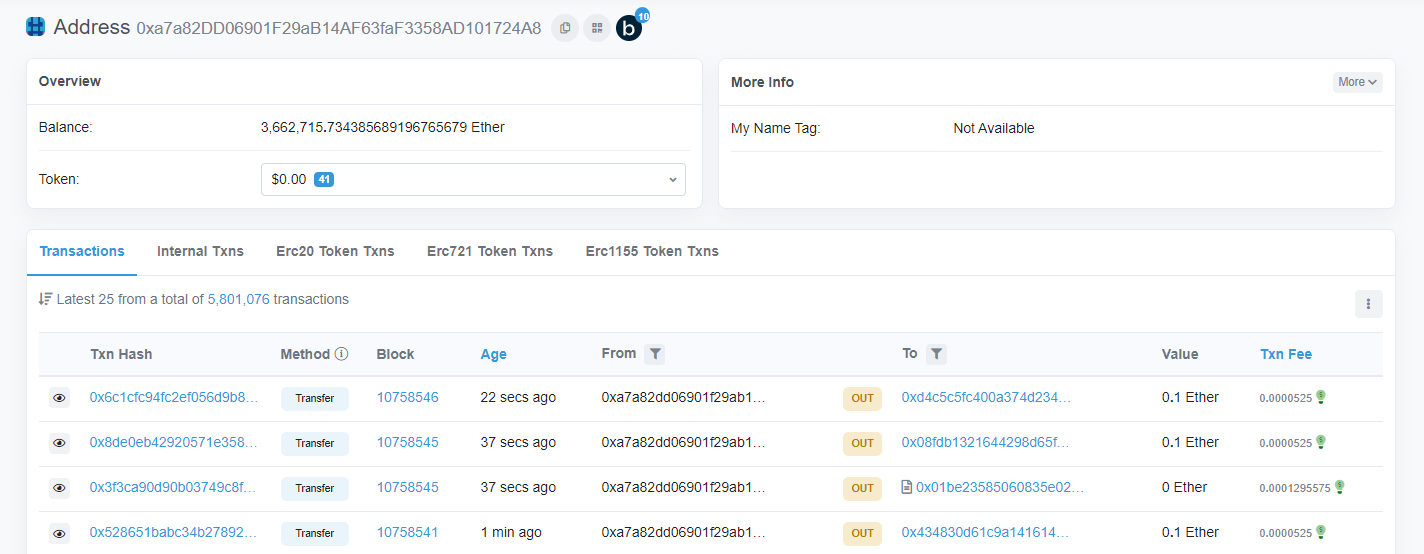 Address 0xa7a82DD06901F29aB14AF63faF3358AD101724A8 b 10
Overview
Balance: 3,662,715.734385689196765679 Ether
Token: $0.00 41
More Info More
My Name Tag: Not Available
Transactions Internal Txns Erc20 Token Txns Erc721 Token Txns Erc1155 Token Txns
Latest 25 from a total of 5,801,076 transactions
Txn Hash Method Block Age From To Value Txn Fee
0x6c1cfc94fc2ef056d9b8... Transfer 10758546 22 secs ago 0xa7a82dd06901f29ab1... OUT 0xd4c5c5fc400a374d234... 0.1 Ether 0.0000525
0x8de0eb42920571e358... Transfer 10758545 37 secs ago 0xa7a82dd06901f29ab1... OUT 0x08fdb1321644298d65f... 0.1 Ether 0.0000525
0x3f3ca90d90b03749c8f... Transfer 10758545 37 secs ago 0xa7a82dd06901f29ab1... OUT 0x01be23585060835e02... 0 Ether 0.0001295575
0x528651babc34b27892... Transfer 10758541 1 min ago 0xa7a82dd06901f29ab1... OUT 0x434830d61c9a141614... 0.1 Ether 0.0000525